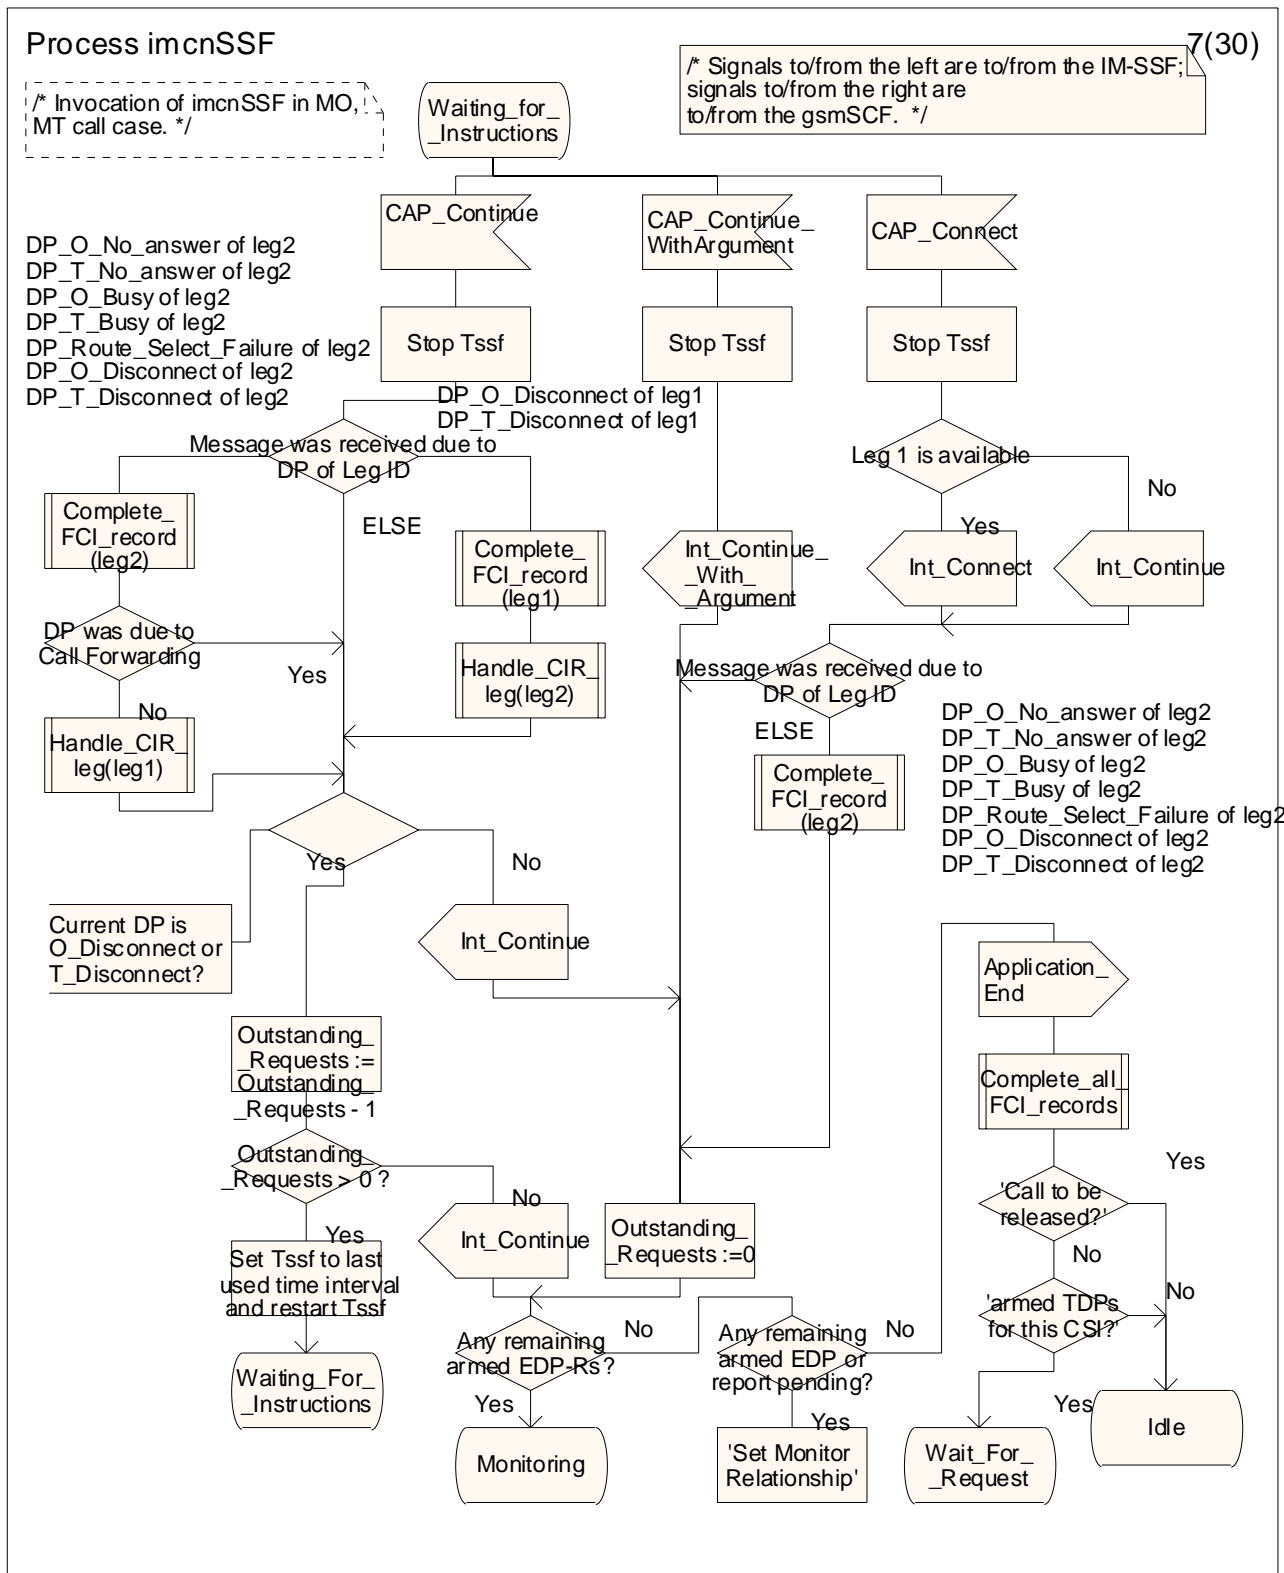 Process imcnSSF
7(30)
/* Invocation of imcnSSF in MO,
MT call case. */
Waiting_for_
_Instructions
/* Signals to/from the left are to/from the IM-SSF;
signals to/from the right are
to/from the gsmSCF. */
CAP_Continue
CAP_Continue_
WithArgument
CAP_Connect
DP_O_No_answer of leg2
DP_T_No_answer of leg2
DP_O_Busy of leg2
DP_T_Busy of leg2
DP_Route_Select_Failure of leg2
DP_O_Disconnect of leg2
DP_T_Disconnect of leg2
Stop Tssf
Stop Tssf
Stop Tssf
DP_O_Disconnect of leg1
DP_T_Disconnect of leg1
Message was received due to
DP of Leg ID
Leg 1 is available
No
Yes
ELSE
Complete_
FCI_record
(leg2)
Complete_
FCI_record
(leg1)
Int_Continue_
_With_
_Argument
Int_Connect
Int_Continue
DP was due to
Call Forwarding
Yes
No
Handle_CIR_
leg(leg2)
Handle_CIR_
leg(leg1)
Message was received due to
DP of Leg ID
ELSE
Complete_
FCI_record
(leg2)
DP_O_No_answer of leg2
DP_T_No_answer of leg2
DP_O_Busy of leg2
DP_T_Busy of leg2
DP_Route_Select_Failure of leg2
DP_O_Disconnect of leg2
DP_T_Disconnect of leg2
Yes
No
Current DP is
O_Disconnect or
T_Disconnect?
Int_Continue
Application_
End
Outstanding_
_Requests :=
Outstanding_
_Requests - 1
Complete_all_
FCI_records
Outstanding_
_Requests > 0 ?
No
Yes
Yes
'Call to be
released?'
No
Set Tssf to last
used time interval
and restart Tssf
Int_Continue
Outstanding_
_Requests :=0
'armed TDPs
for this CSI?'
No
Yes
Any remaining
armed EDP-Rs?
No
Yes
Any remaining
armed EDP or
report pending?
No
Yes
Waiting_For_
_Instructions
Monitoring
'Set Monitor
Relationship'
Wait_For_
_Request
Idle